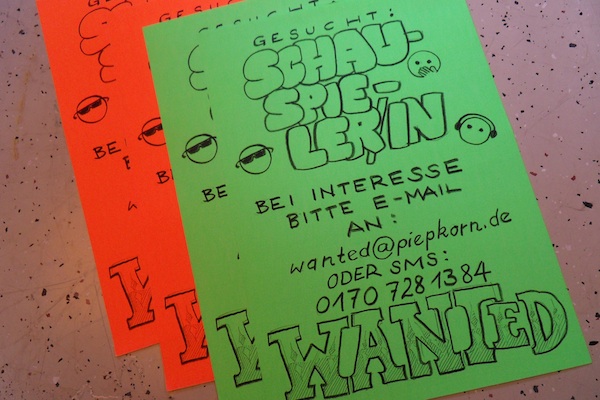 GESUCHT:
SCHAU-
SPIE-
LER/IN
BEI INTERESSE
BITTE E-MAIL
AN:
wanted@piepkorn.de
ODER SMS:
0170 728 1384
WANTED